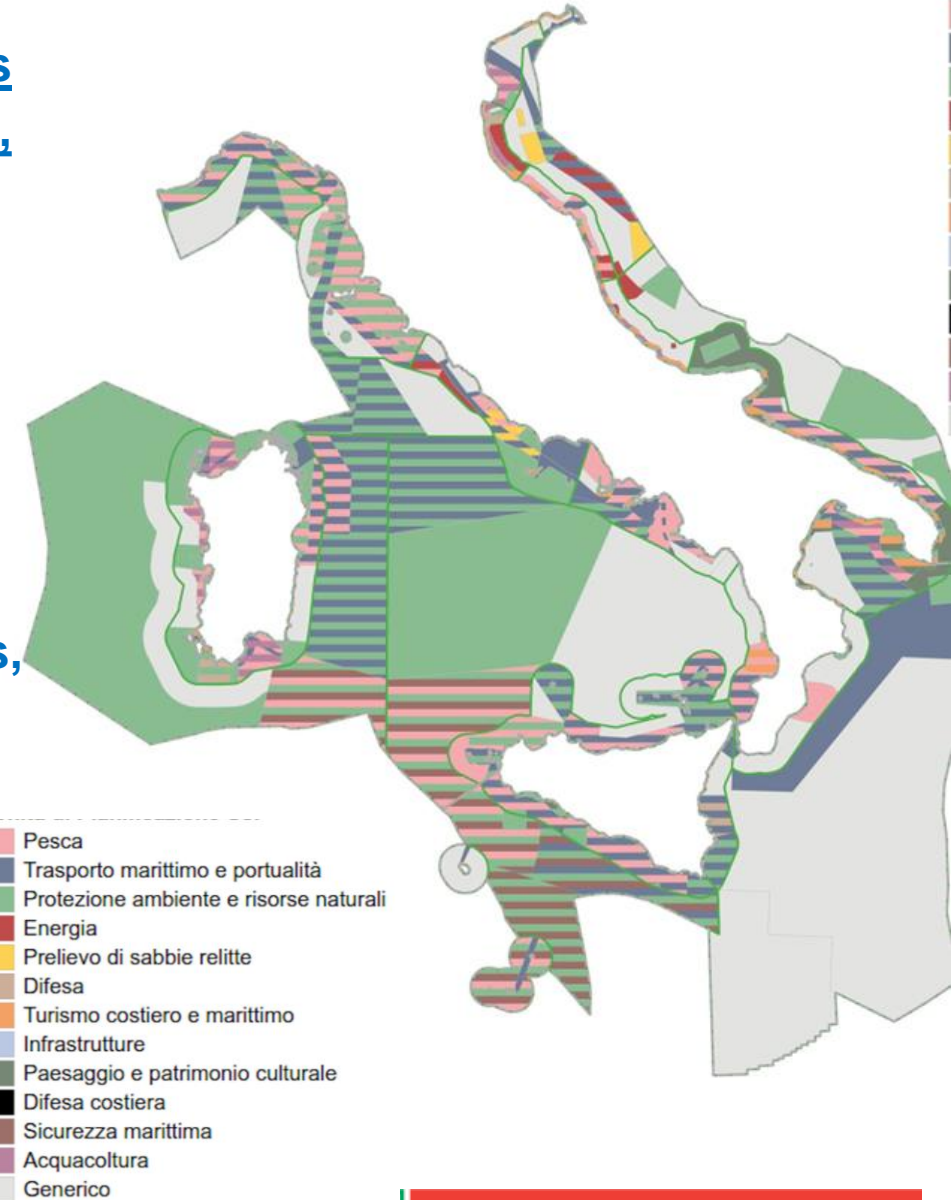 s
,
s,
Pesca
Trasporto marittimo e portualità
Protezione ambiente e risorse naturali
Energia
Prelievo di sabbie relitte
Difesa
Turismo costiero e marittimo
Infrastrutture
Paesaggio e patrimonio culturale
Difesa costiera
Sicurezza marittima
Acquacoltura
Generico